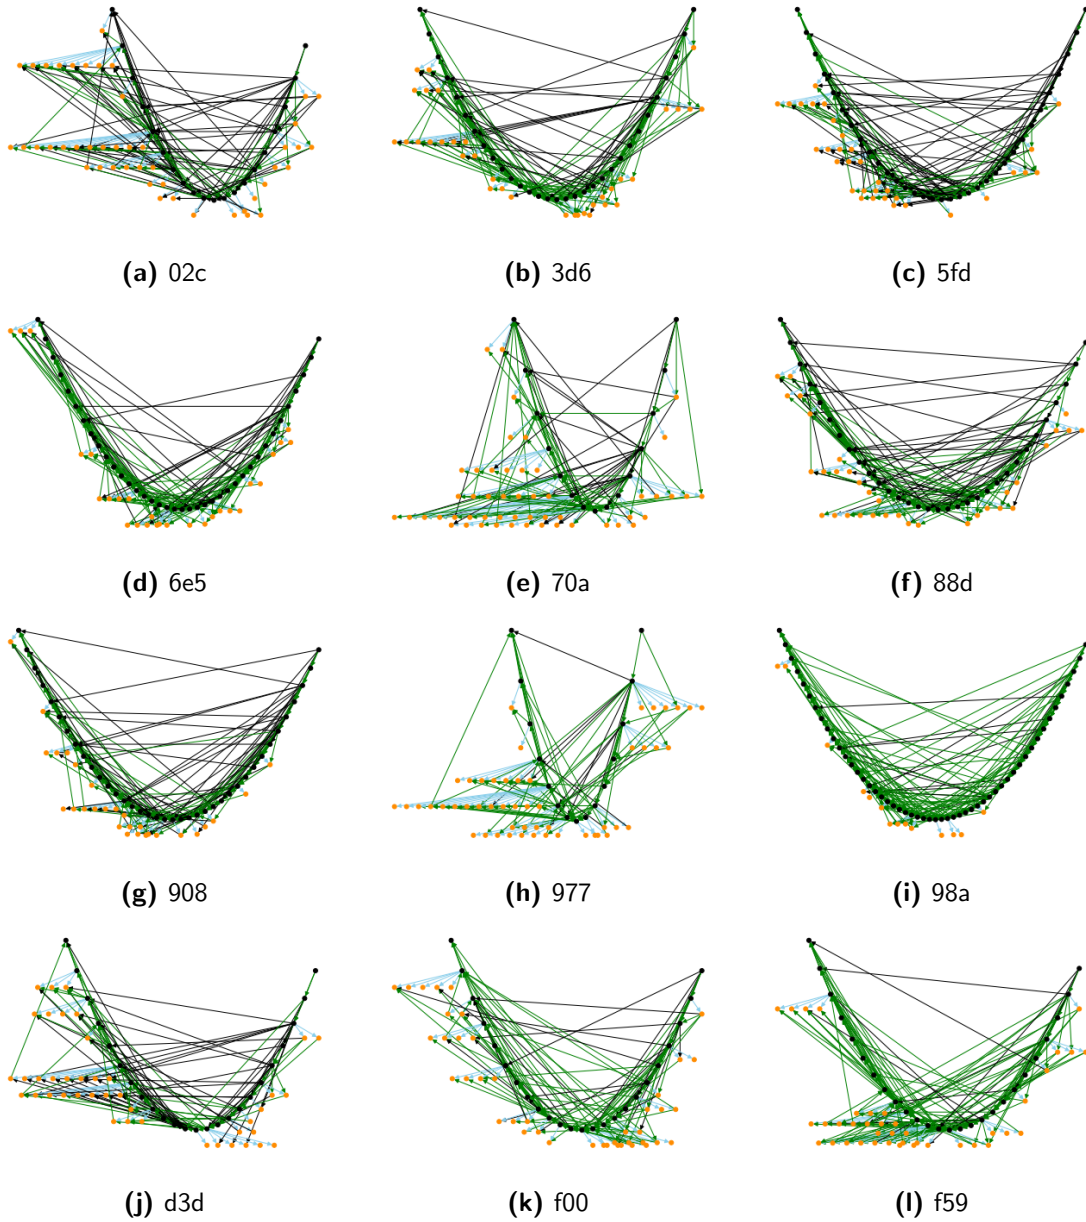 (a) 02c
(b) 3d6
(c) 5fd
(d) 6e5
(e) 70a
(f) 88d
(g) 908
(h) 977
(i) 98a
(j) d3d
(k) f00
(l) f59